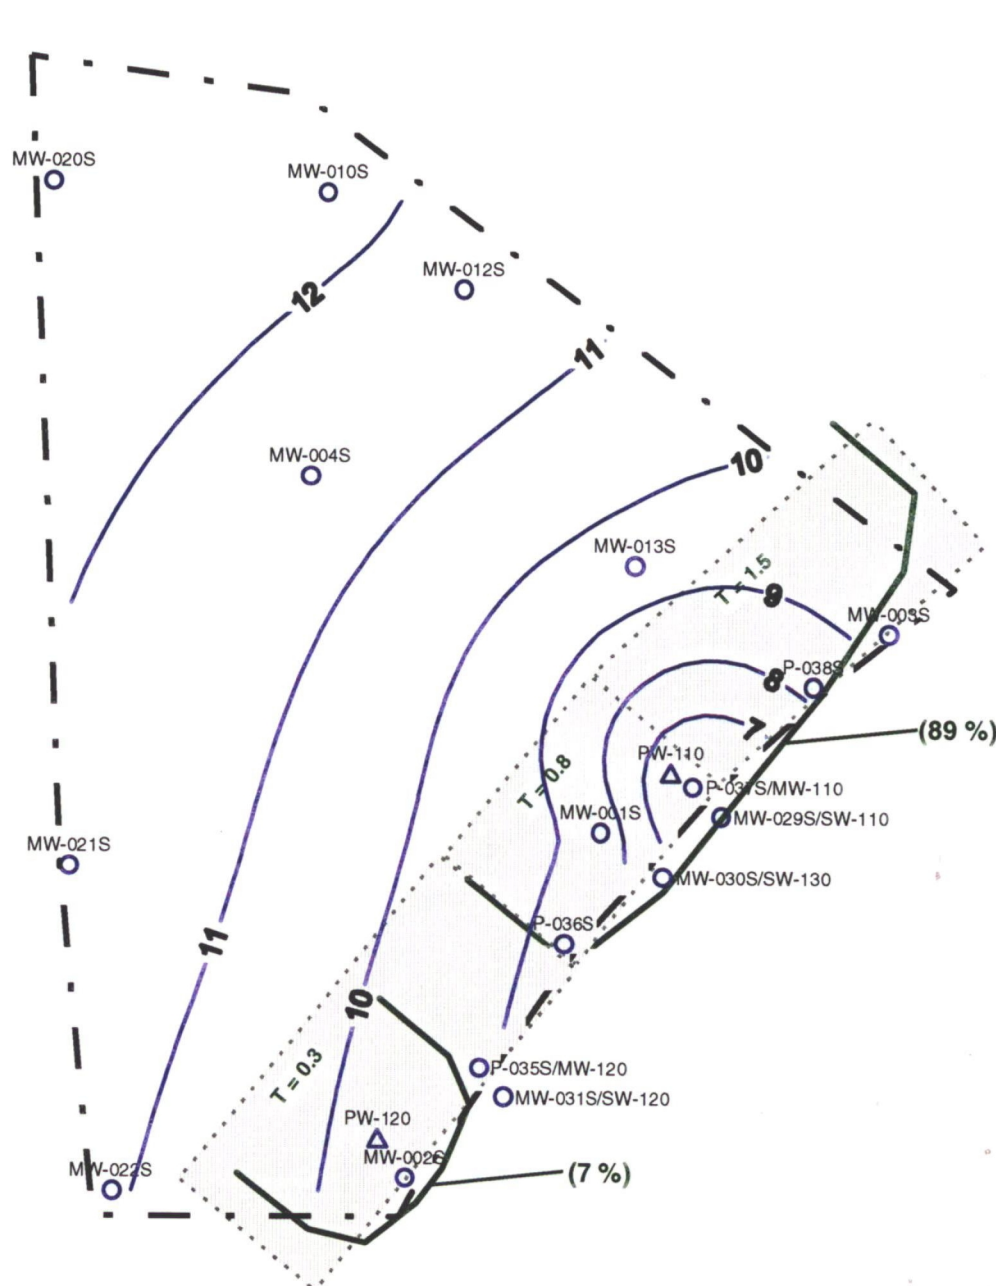 MW-020S
MW-010S
MW-012S
12
11
MW-004S
10
MW-013S
T = 1.5
9
MW-003S
P-038S
8
7
(89 %)
PW-110
P-037S/MW-110
T = 0.8
MW-001S
MW-029S/SW-110
MW-021S
MW-030S/SW-130
P-036S
11
10
P-035S/MW-120
T = 0.3
MW-031S/SW-120
PW-120
MW-002S
MW-022S
(7 %)